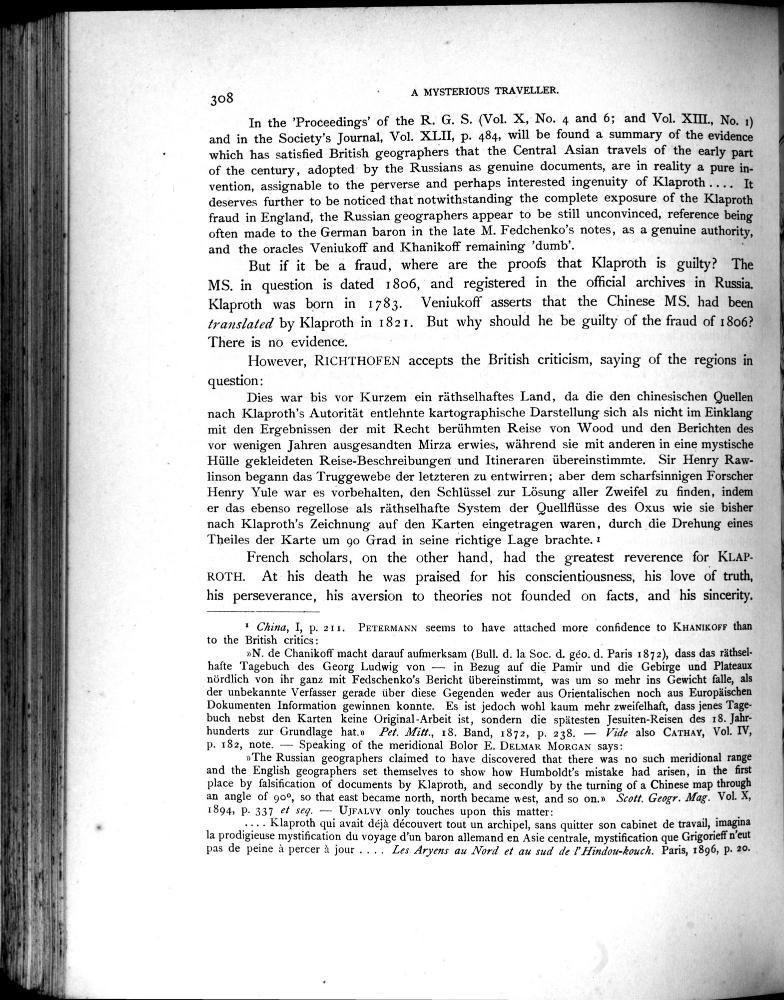 308
A MYSTERIOUS TRAVELLER.
In the 'Proceedings' of the R. G. S. (Vol. X, No. 4 and 6; and Vol. XIII., No. 1)
and in the Society's Journal, Vol. XLII, p. 484, will be found a summary of the evidence
which has satisfied British geographers that the Central Asian travels of the early part
of the century, adopted by the Russians as genuine documents, are in reality a pure in-
vention, assignable to the perverse and perhaps interested ingenuity of Klaproth .... It
deserves further to be noticed that notwithstanding the complete exposure of the Klaproth
fraud in England, the Russian geographers appear to be still unconvinced, reference being
often made to the German baron in the late M. Fedchenko's notes, as a genuine authority,
and the oracles Veniukoff and Khanikoff remaining 'dumb'.
But if it be a fraud, where are the proofs that Klaproth is guilty? The
MS. in question is dated 1806, and registered in the official archives in Russia.
Klaproth was born in 1783. Veniukoff asserts that the Chinese MS. had been
translated by Klaproth in 1821. But why should he be guilty of the fraud of 1806?
There is no evidence.
However, RICHTHOFEN accepts the British criticism, saying of the regions in
question:
Dies war bis vor Kurzem ein räthselhaftes Land, da die den chinesischen Quellen
nach Klaproth's Autorität entlehnte kartographische Darstellung sich als nicht im Einklang
mit den Ergebnissen der mit Recht berühmten Reise von Wood und den Berichten des
vor wenigen Jahren ausgesandten Mirza erwies, während sie mit anderen in eine mystische
Hülle gekleideten Reise-Beschreibungen und Itineraren übereinstimmte. Sir Henry Raw-
linson begann das Truggewebe der letzteren zu entwirren; aber dem scharfsinnigen Forscher
Henry Yule war es vorbehalten, den Schlüssel zur Lösung aller Zweifel zu finden, indem
er das ebenso regellose als räthselhafte System der Quellflüsse des Oxus wie sie bisher
nach Klaproth's Zeichnung auf den Karten eingetragen waren, durch die Drehung eines
Theiles der Karte um 90 Grad in seine richtige Lage brachte. 1
French scholars, on the other hand, had the greatest reverence for KLAP-
ROTH. At his death he was praised for his conscientiousness, his love of truth,
his perseverance, his aversion to theories not founded on facts, and his sincerity.
1 China, I, p. 211. PETERMANN seems to have attached more confidence to KHANIKOFF than
to the British critics:
»N. de Chanikoff macht darauf aufmerksam (Bull. d. la Soc. d. géo. d. Paris 1872), dass das räthsel-
hafte Tagebuch des Georg Ludwig von — in Bezug auf die Pamir und die Gebirge und Plateaux
nördlich von ihr ganz mit Fedschenko's Bericht übereinstimmt, was um so mehr ins Gewicht falle, als
der unbekannte Verfasser gerade über diese Gegenden weder aus Orientalischen noch aus Europäischen
Dokumenten Information gewinnen konnte. Es ist jedoch wohl kaum mehr zweifelhaft, dass jenes Tage-
buch nebst den Karten keine Original-Arbeit ist, sondern die spätesten Jesuiten-Reisen des 18. Jahr-
hunderts zur Grundlage hat.» Pet. Mitt., 18. Band, 1872, p. 238. — Vide also CATHAY, Vol. IV,
p. 182, note. — Speaking of the meridional Bolor E. DELMAR MORGAN says:
»The Russian geographers claimed to have discovered that there was no such meridional range
and the English geographers set themselves to show how Humboldt's mistake had arisen, in the first
place by falsification of documents by Klaproth, and secondly by the turning of a Chinese map through
an angle of 90°, so that east became north, north became west, and so on.» Scott. Geogr. Mag. Vol. X,
1894, p. 337 et seq. — UJFALVY only touches upon this matter:
.... Klaproth qui avait déjà découvert tout un archipel, sans quitter son cabinet de travail, imagina
la prodigieuse mystification du voyage d'un baron allemand en Asie centrale, mystification que Grigorieff n'eut
pas de peine à percer à jour .... Les Aryens au Nord et au sud de l'Hindou-kouch. Paris, 1896, p. 20.